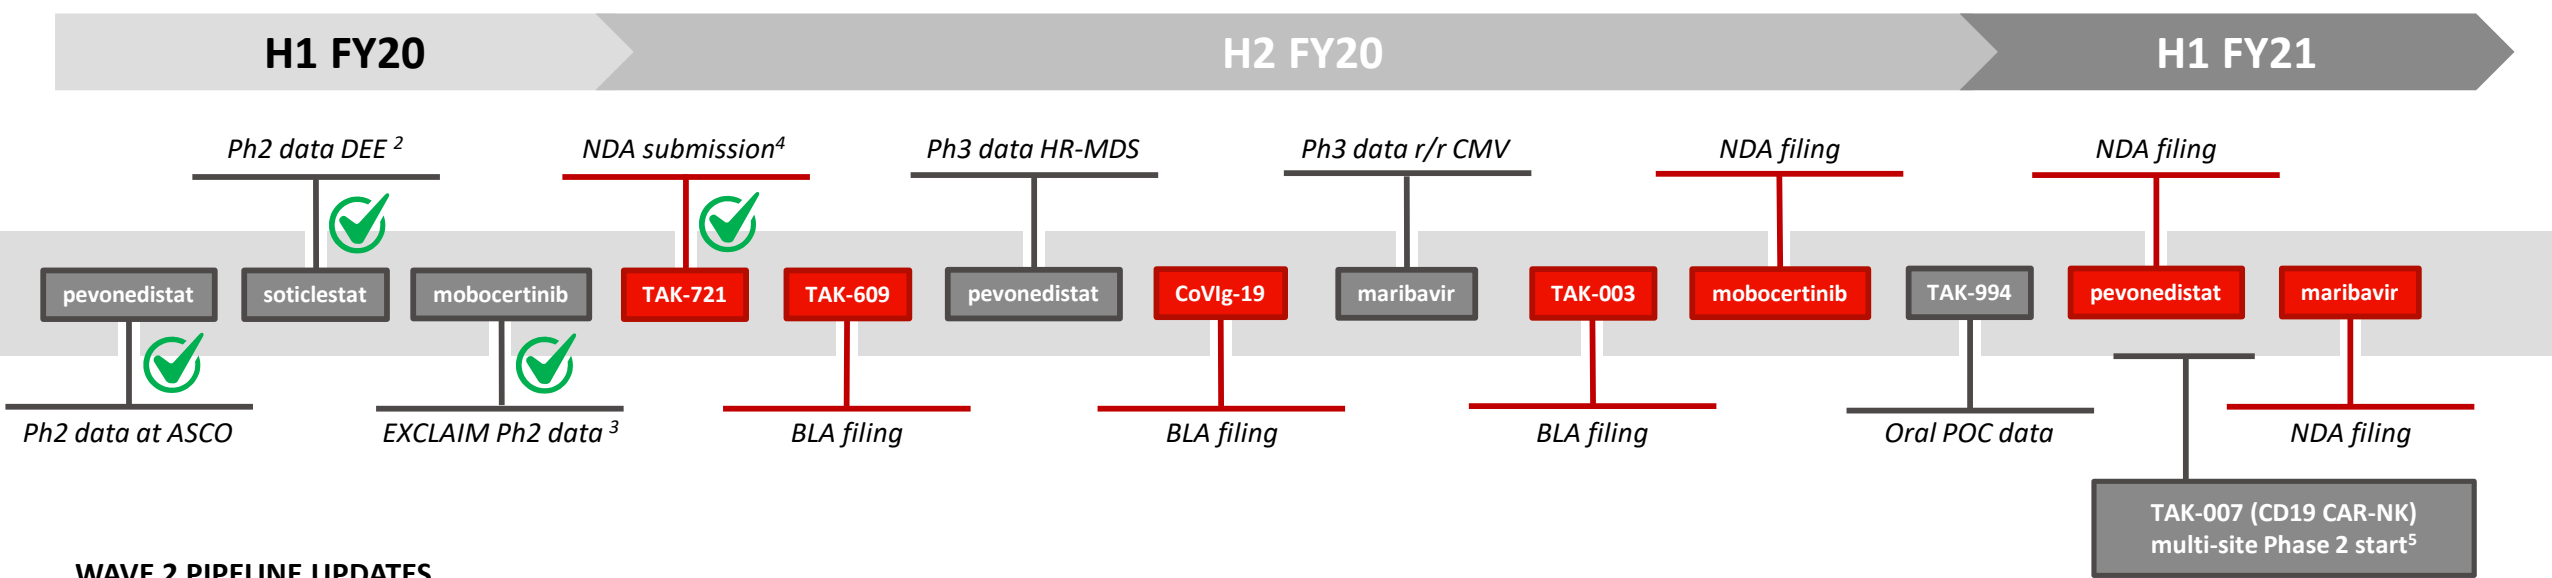 H1 FY20
H2 FY20
H1 FY21
Ph2 data DEE 2
NDA submission4
Ph3 data HR-MDS
Ph3 data r/r CMV
NDA filing
NDA filing
pevonedistat
soticlestat
mobocertinib
TAK-721
TAK-609
pevonedistat
CoVIg-19
maribavir
TAK-003
mobocertinib
TAK-994
pevonedistat
maribavir
Ph2 data at ASCO
EXCLAIM Ph2 data 3
BLA filing
BLA filing
BLA filing
Oral POC data
NDA filing
TAK-007 (CD19 CAR-NK)
multi-site Phase 2 start5
WAVE 2 PIPELINE UPDATES